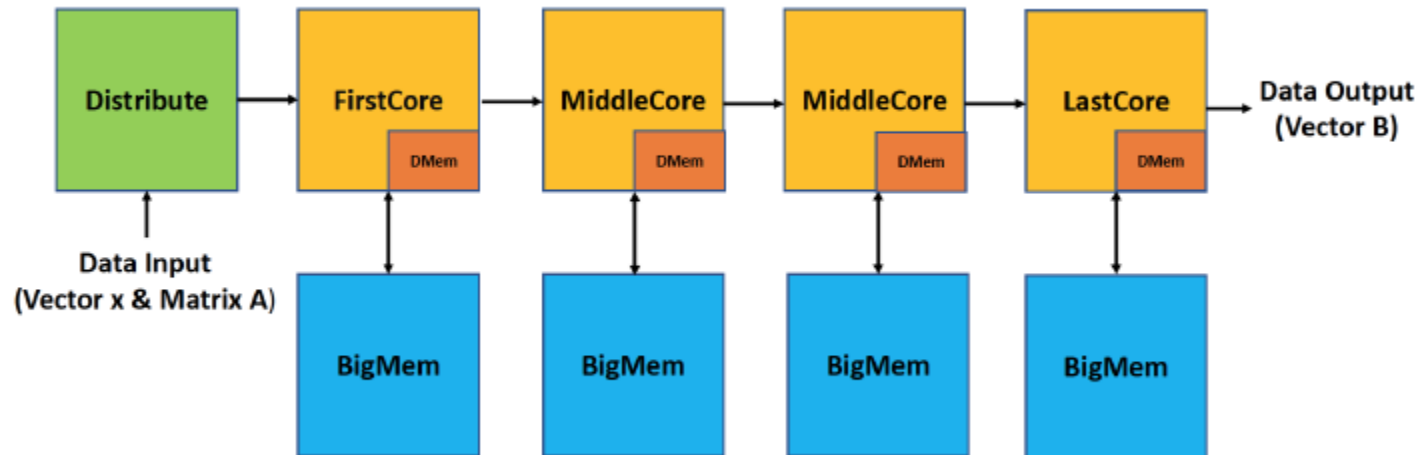 Distribute
FirstCore
MiddleCore
MiddleCore
LastCore
Data Output
(Vector B)
DMem
DMem
DMem
DMem
Data Input
(Vector x & Matrix A)
BigMem
BigMem
BigMem
BigMem